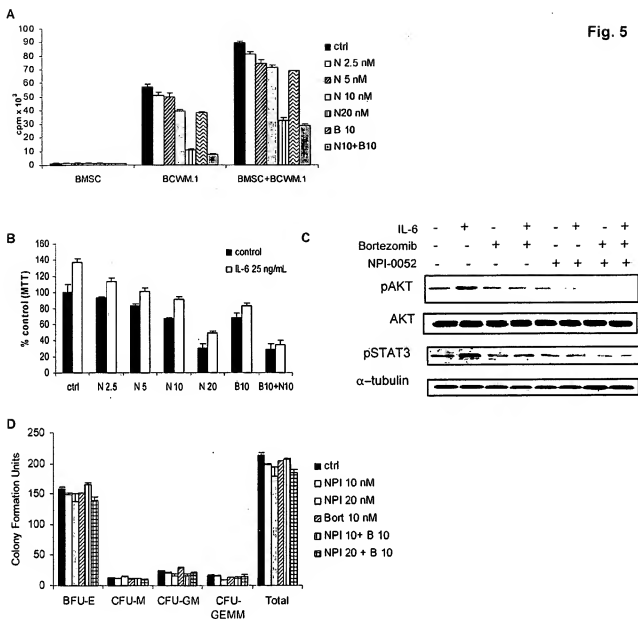 Fig. 5
A
cpm x 10³
100
90
80
70
60
50
40
30
20
10
0
BMSC
BCWM.1
BMSC+BCWM.1
ctrl
N 2.5 nM
N 5 nM
N 10 nM
N20 nM
B 10
N10+B10
B
% control (MTT)
160
140
120
100
80
60
40
20
0
ctrl
N 2.5
N 5
N 10
N 20
B10
B10+N10
control
IL-6 25 ng/mL
C
IL-6 - + - + - + - +
Bortezomib - - + + - - + +
NPI-0052 - - - - + + + +
pAKT
AKT
pSTAT3
α-tubulin
D
Colony Formation Units
250
200
150
100
50
0
BFU-E
CFU-M
CFU-GM
CFU-
GEMM
Total
ctrl
NPI 10 nM
NPI 20 nM
Bort 10 nM
NPI 10+ B 10
NPI 20 + B 10